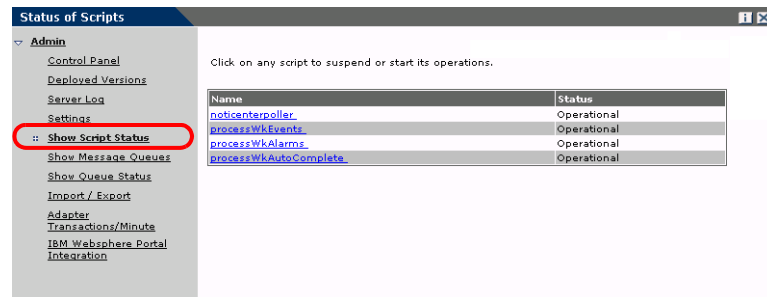 Status of Scripts
Admin
Control Panel
Deployed Versions
Server Log
Settings
:: Show Script Status
Show Message Queues
Show Queue Status
Import / Export
Adapter
Transactions/Minute
IBM Websphere Portal
Integration
Click on any script to suspend or start its operations.
Name Status
noticenterpoller Operational
processWkEvents Operational
processWkAlarms Operational
processWkAutoComplete Operational